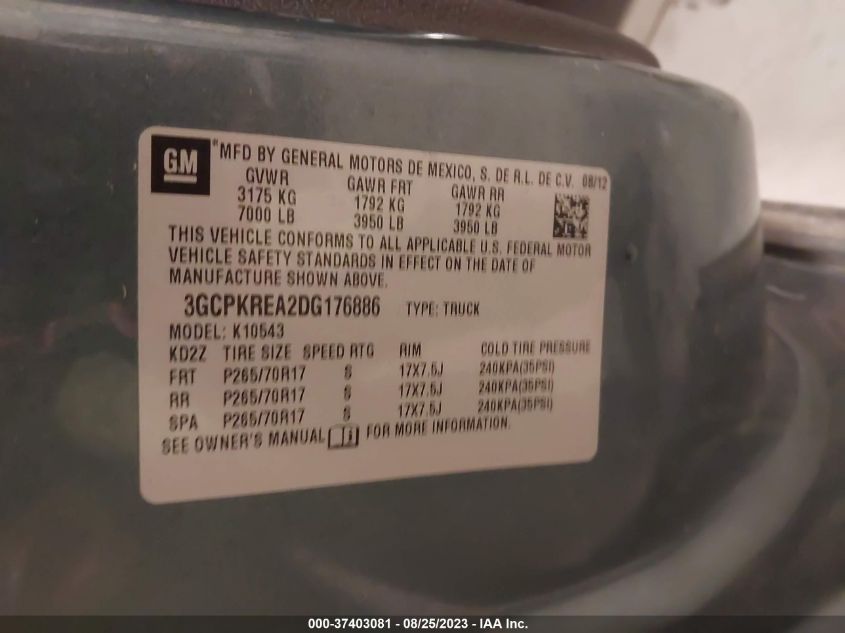 GM
"MFD BY GENERAL MOTORS DE MEXICO, S. DE R.L. DE C.V. 08/12
GVWR GAWR FRT GAWR RR
3175 KG 1792 KG 1792 KG
7000 LB 3950 LB 3950 LB
THIS VEHICLE CONFORMS TO ALL APPLICABLE U.S. FEDERAL MOTOR
VEHICLE SAFETY STANDARDS IN EFFECT ON THE DATE OF
MANUFACTURE SHOWN ABOVE.
3GCPKREA2DG176886 TYPE: TRUCK
MODEL: K10543
KD2Z TIRE SIZE SPEED RTG RIM COLD TIRE PRESSURE
FRT P265/70R17 S 17X7.5J 240KPA(35PSI)
RR P265/70R17 S 17X7.5J 240KPA(35PSI)
SPA P265/70R17 S 17X7.5J 240KPA(35PSI)
SEE OWNER'S MANUAL FOR MORE INFORMATION.
000-37403081 - 08/25/2023 - IAA Inc.